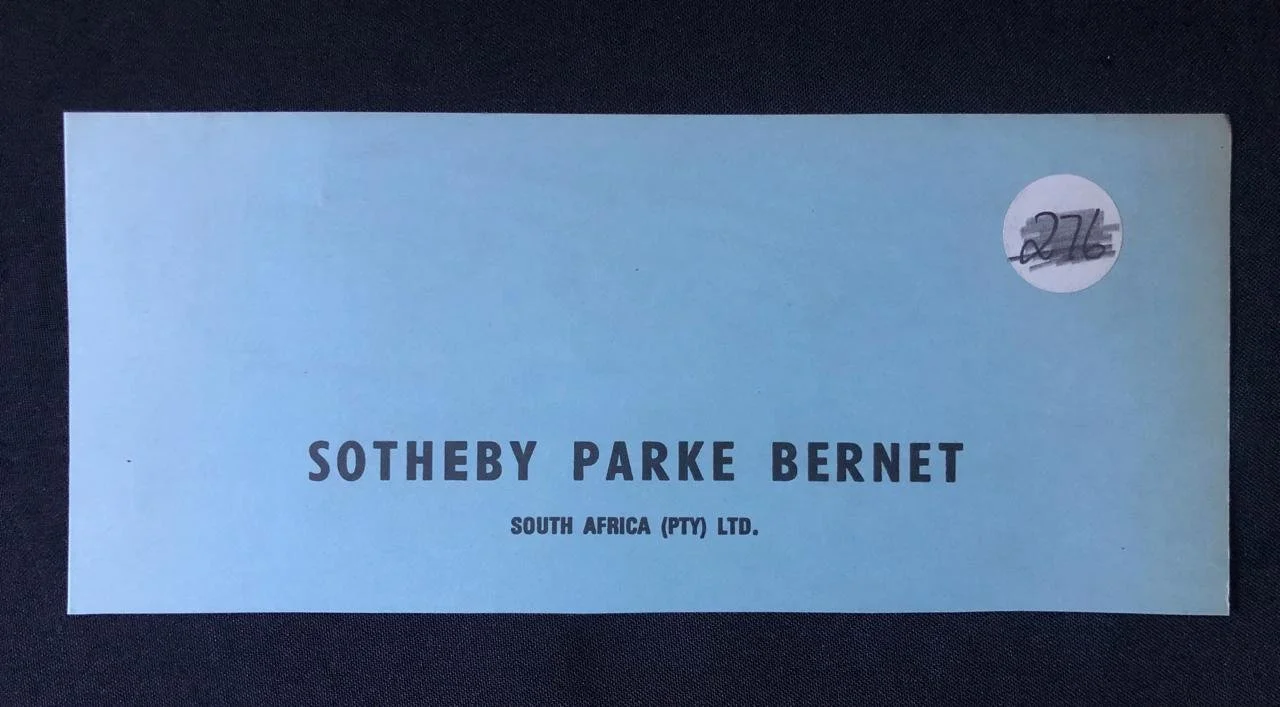 276
SOTHEBY PARKE BERNET
SOUTH AFRICA (PTY) LTD.